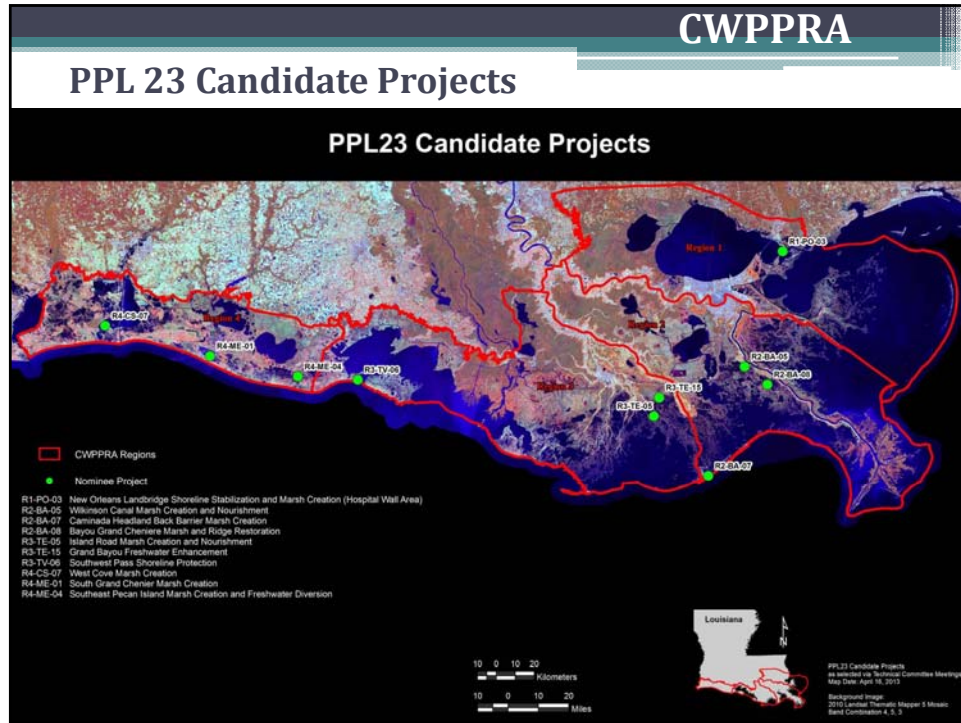 CWPPRA
PPL 23 Candidate Projects
PPL23 Candidate Projects
Region 1
R1-PO-03
R4-CS-07
Region 4
Region 2
R4-ME-01
R2-BA-05
R4-ME-04
R3-TV-06
Region 3
R2-BA-08
R3-TE-15
R3-TE-05
R2-BA-07
CWPPRA Regions
Nominee Project
R1-PO-03 New Orleans Landbridge Shoreline Stabilization and Marsh Creation (Hospital Wall Area)
R2-BA-05 Wilkinson Canal Marsh Creation and Nourishment
R2-BA-07 Caminada Headland Back Barrier Marsh Creation
R2-BA-08 Bayou Grand Cheniere Marsh and Ridge Restoration
R3-TE-05 Island Road Marsh Creation and Nourishment
R3-TE-15 Grand Bayou Freshwater Enhancement
R3-TV-06 Southwest Pass Shoreline Protection
R4-CS-07 West Cove Marsh Creation
R4-ME-01 South Grand Chenier Marsh Creation
R4-ME-04 Southeast Pecan Island Marsh Creation and Freshwater Diversion
Louisiana
N
10 0 10 20
Kilometers
10 0 10 20
Miles
PPL23 Candidate Projects
as selected via Technical Committee Meetings
Map Date: April 16, 2013
Background Image:
2010 Landsat Thematic Mapper 5 Mosaic
Band Combination 4, 5, 3